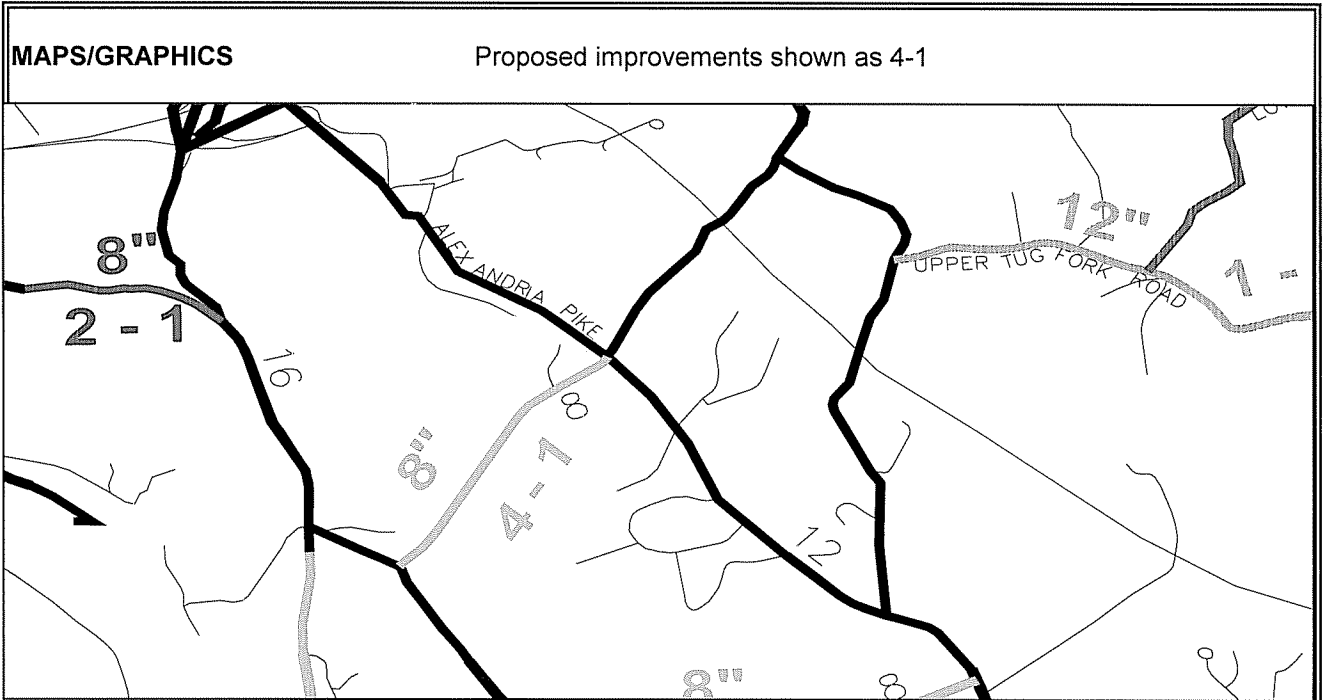 MAPS/GRAPHICS
Proposed improvements shown as 4-1
12"
8"
ALEXANDRIA PIKE
UPPER TUG FORK ROAD
1 -
2 - 1
16
8
8"
4 - 1
12
8"
8